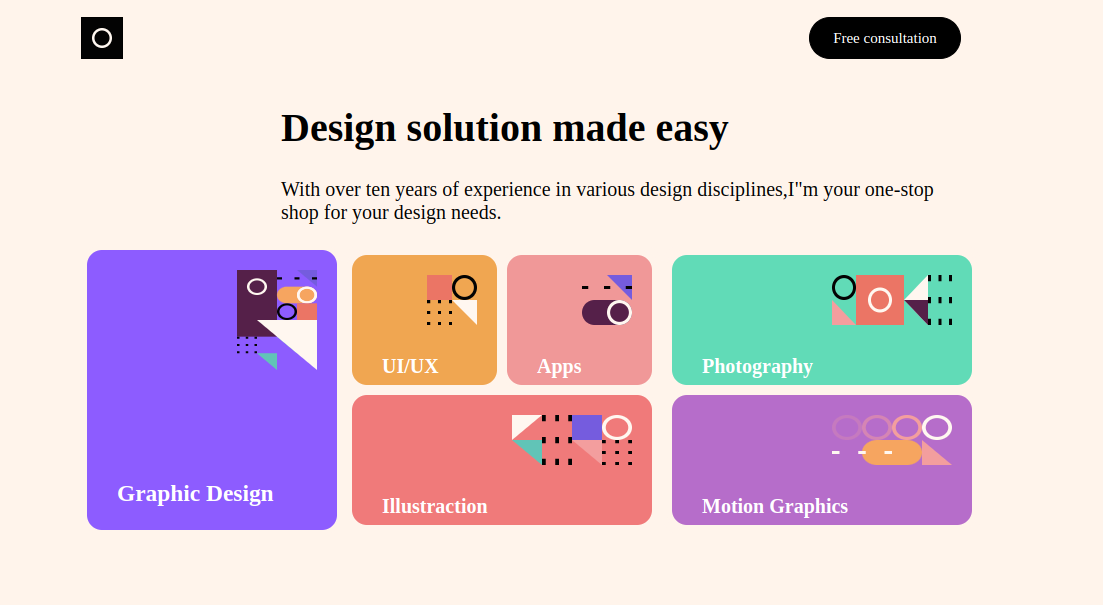 Free consultation
Design solution made easy
With over ten years of experience in various design disciplines,I"m your one-stop
shop for your design needs.
UI/UX
Apps
Photography
Graphic Design
Illustraction
Motion Graphics